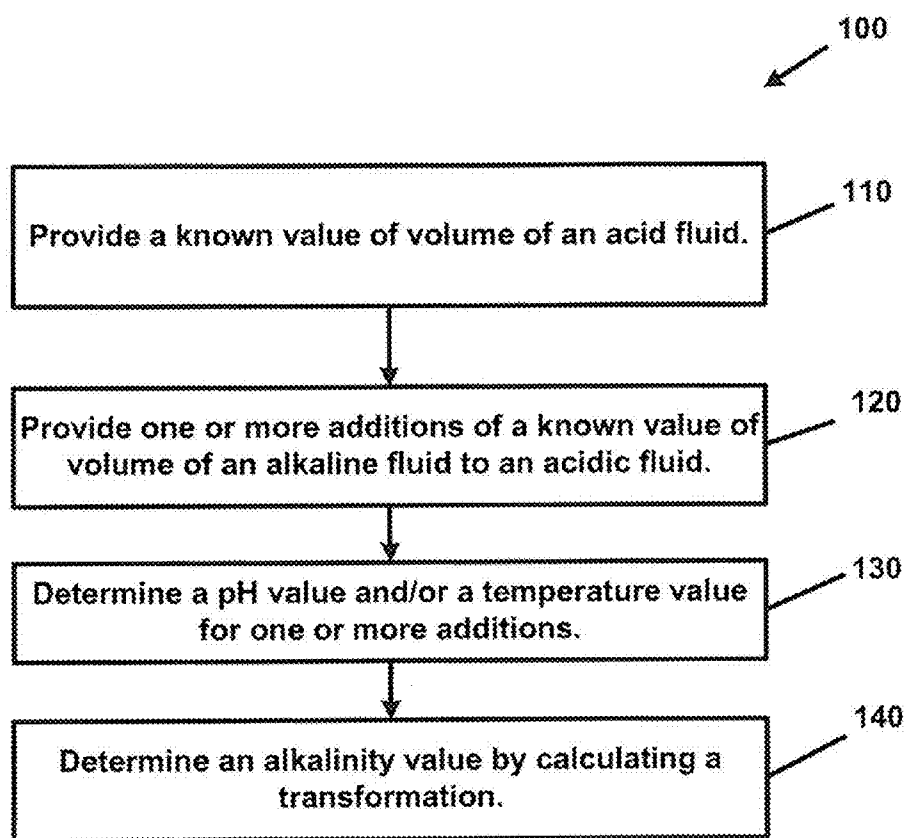 100
110
Provide a known value of volume of an acid fluid.
120
Provide one or more additions of a known value of
volume of an alkaline fluid to an acidic fluid.
130
Determine a pH value and/or a temperature value
for one or more additions.
140
Determine an alkalinity value by calculating a
transformation.